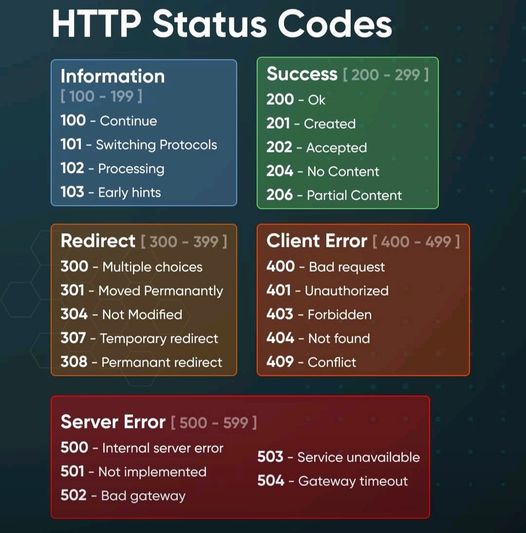 HTTP Status Codes
Information
[ 100 - 199 ]
100 - Continue
101 - Switching Protocols
102 - Processing
103 - Early hints
Success [ 200 - 299 ]
200 - Ok
201 - Created
202 - Accepted
204 - No Content
206 - Partial Content
Redirect [ 300 - 399 ]
300 - Multiple choices
301 - Moved Permanantly
304 - Not Modified
307 - Temporary redirect
308 - Permanant redirect
Client Error [ 400 - 499 ]
400 - Bad request
401 - Unauthorized
403 - Forbidden
404 - Not found
409 - Conflict
Server Error [ 500 - 599 ]
500 - Internal server error
501 - Not implemented
502 - Bad gateway
503 - Service unavailable
504 - Gateway timeout